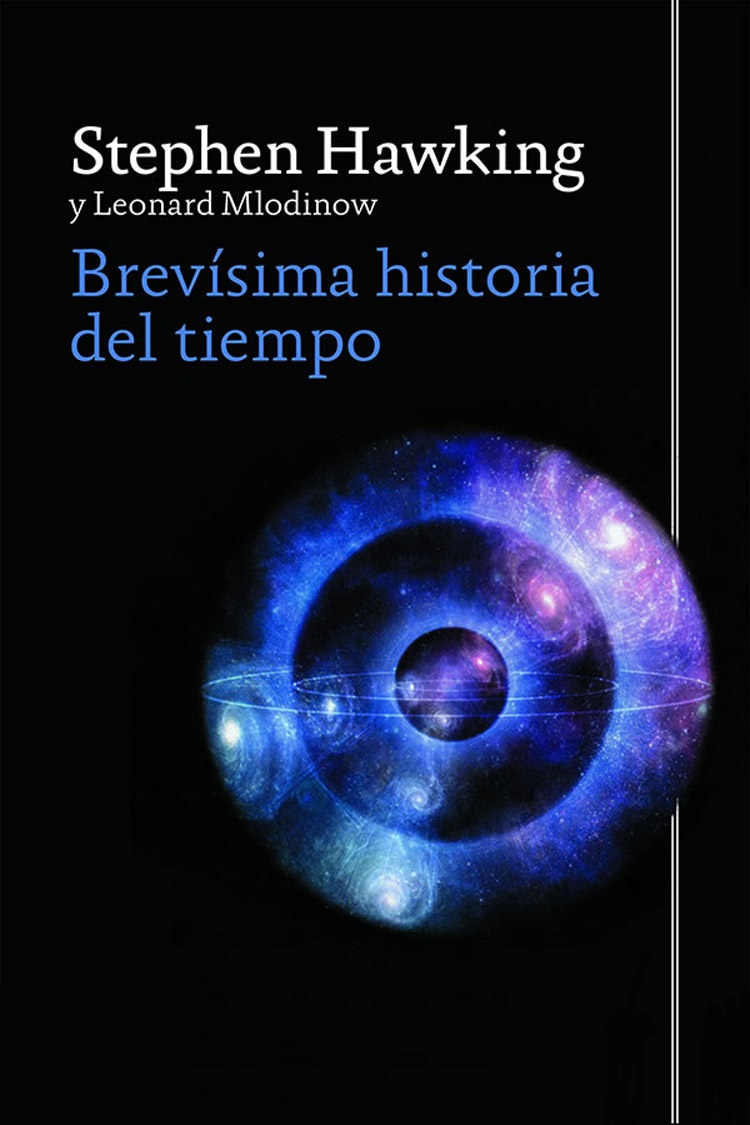 Stephen Hawking
y Leonard Mlodinow
Brevísima historia
del tiempo